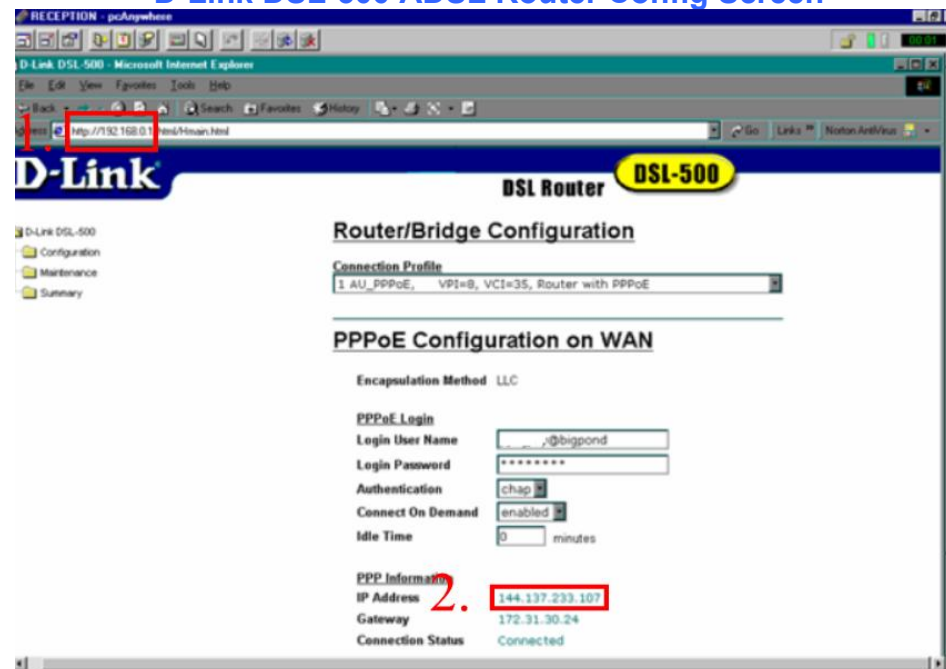 D-Link DSL-500 ADSL Router Config Screen
RECEPTION - pcAnywhere
00:01
D-Link DSL-500 - Microsoft Internet Explorer
File Edit View Favorites Tools Help
Back Search Favorites History
http://192.168.0.1/html/Hmain.html Go Links Norton AntiVirus
1.
D-Link
DSL Router DSL-500
D-Link DSL-500
Configuration
Maintenance
Summary
Router/Bridge Configuration
Connection Profile
1 AU_PPPoE, VPI=8, VCI=35, Router with PPPoE
PPPoE Configuration on WAN
Encapsulation Method LLC
PPPoE Login
Login User Name @bigpond
Login Password ********
Authentication chap
Connect On Demand enabled
Idle Time 0 minutes
PPP Information
IP Address 2. 144.137.233.107
Gateway 172.31.30.24
Connection Status Connected